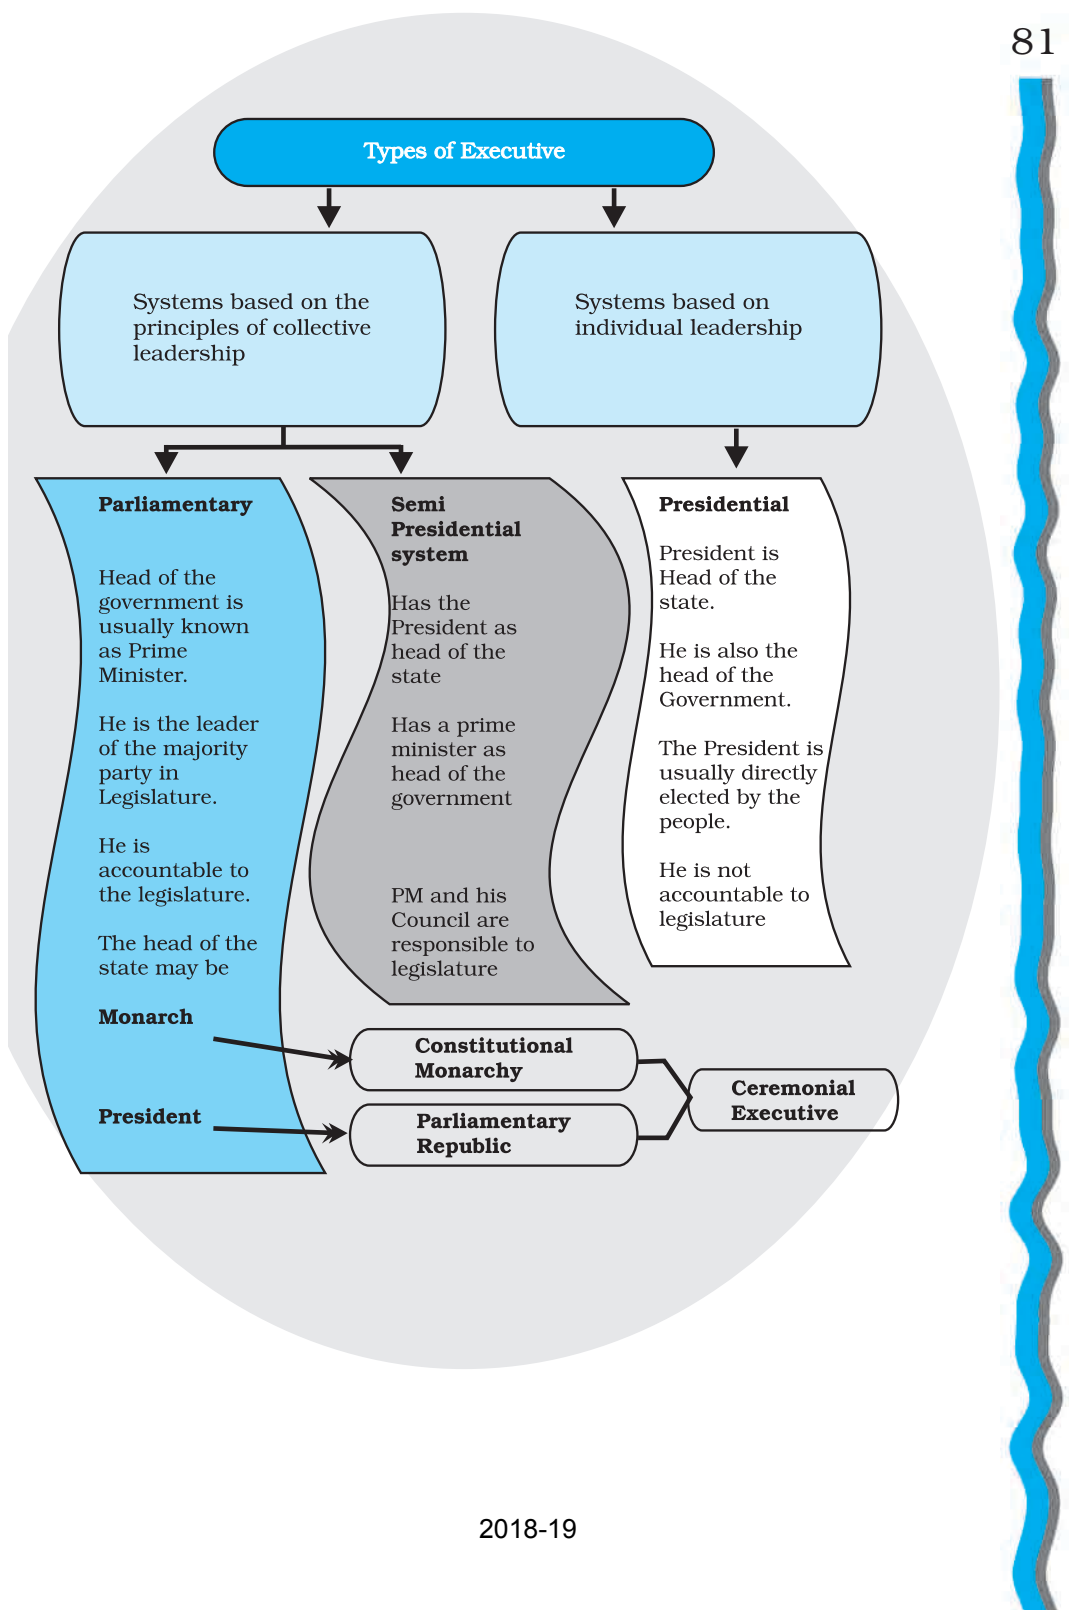 81
Types of Executive
Systems based on the
principles of collective
leadership
Systems based on
individual leadership
Parliamentary
Head of the
government is
usually known
as Prime
Minister.
He is the leader
of the majority
party in
Legislature.
He is
accountable to
the legislature.
The head of the
state may be
Monarch
President
Semi
Presidential
system
Has the
President as
head of the
state
Has a prime
minister as
head of the
government
PM and his
Council are
responsible to
legislature
Presidential
President is
Head of the
state.
He is also the
head of the
Government.
The President is
usually directly
elected by the
people.
He is not
accountable to
legislature
Constitutional
Monarchy
Parliamentary
Republic
Ceremonial
Executive
2018-19